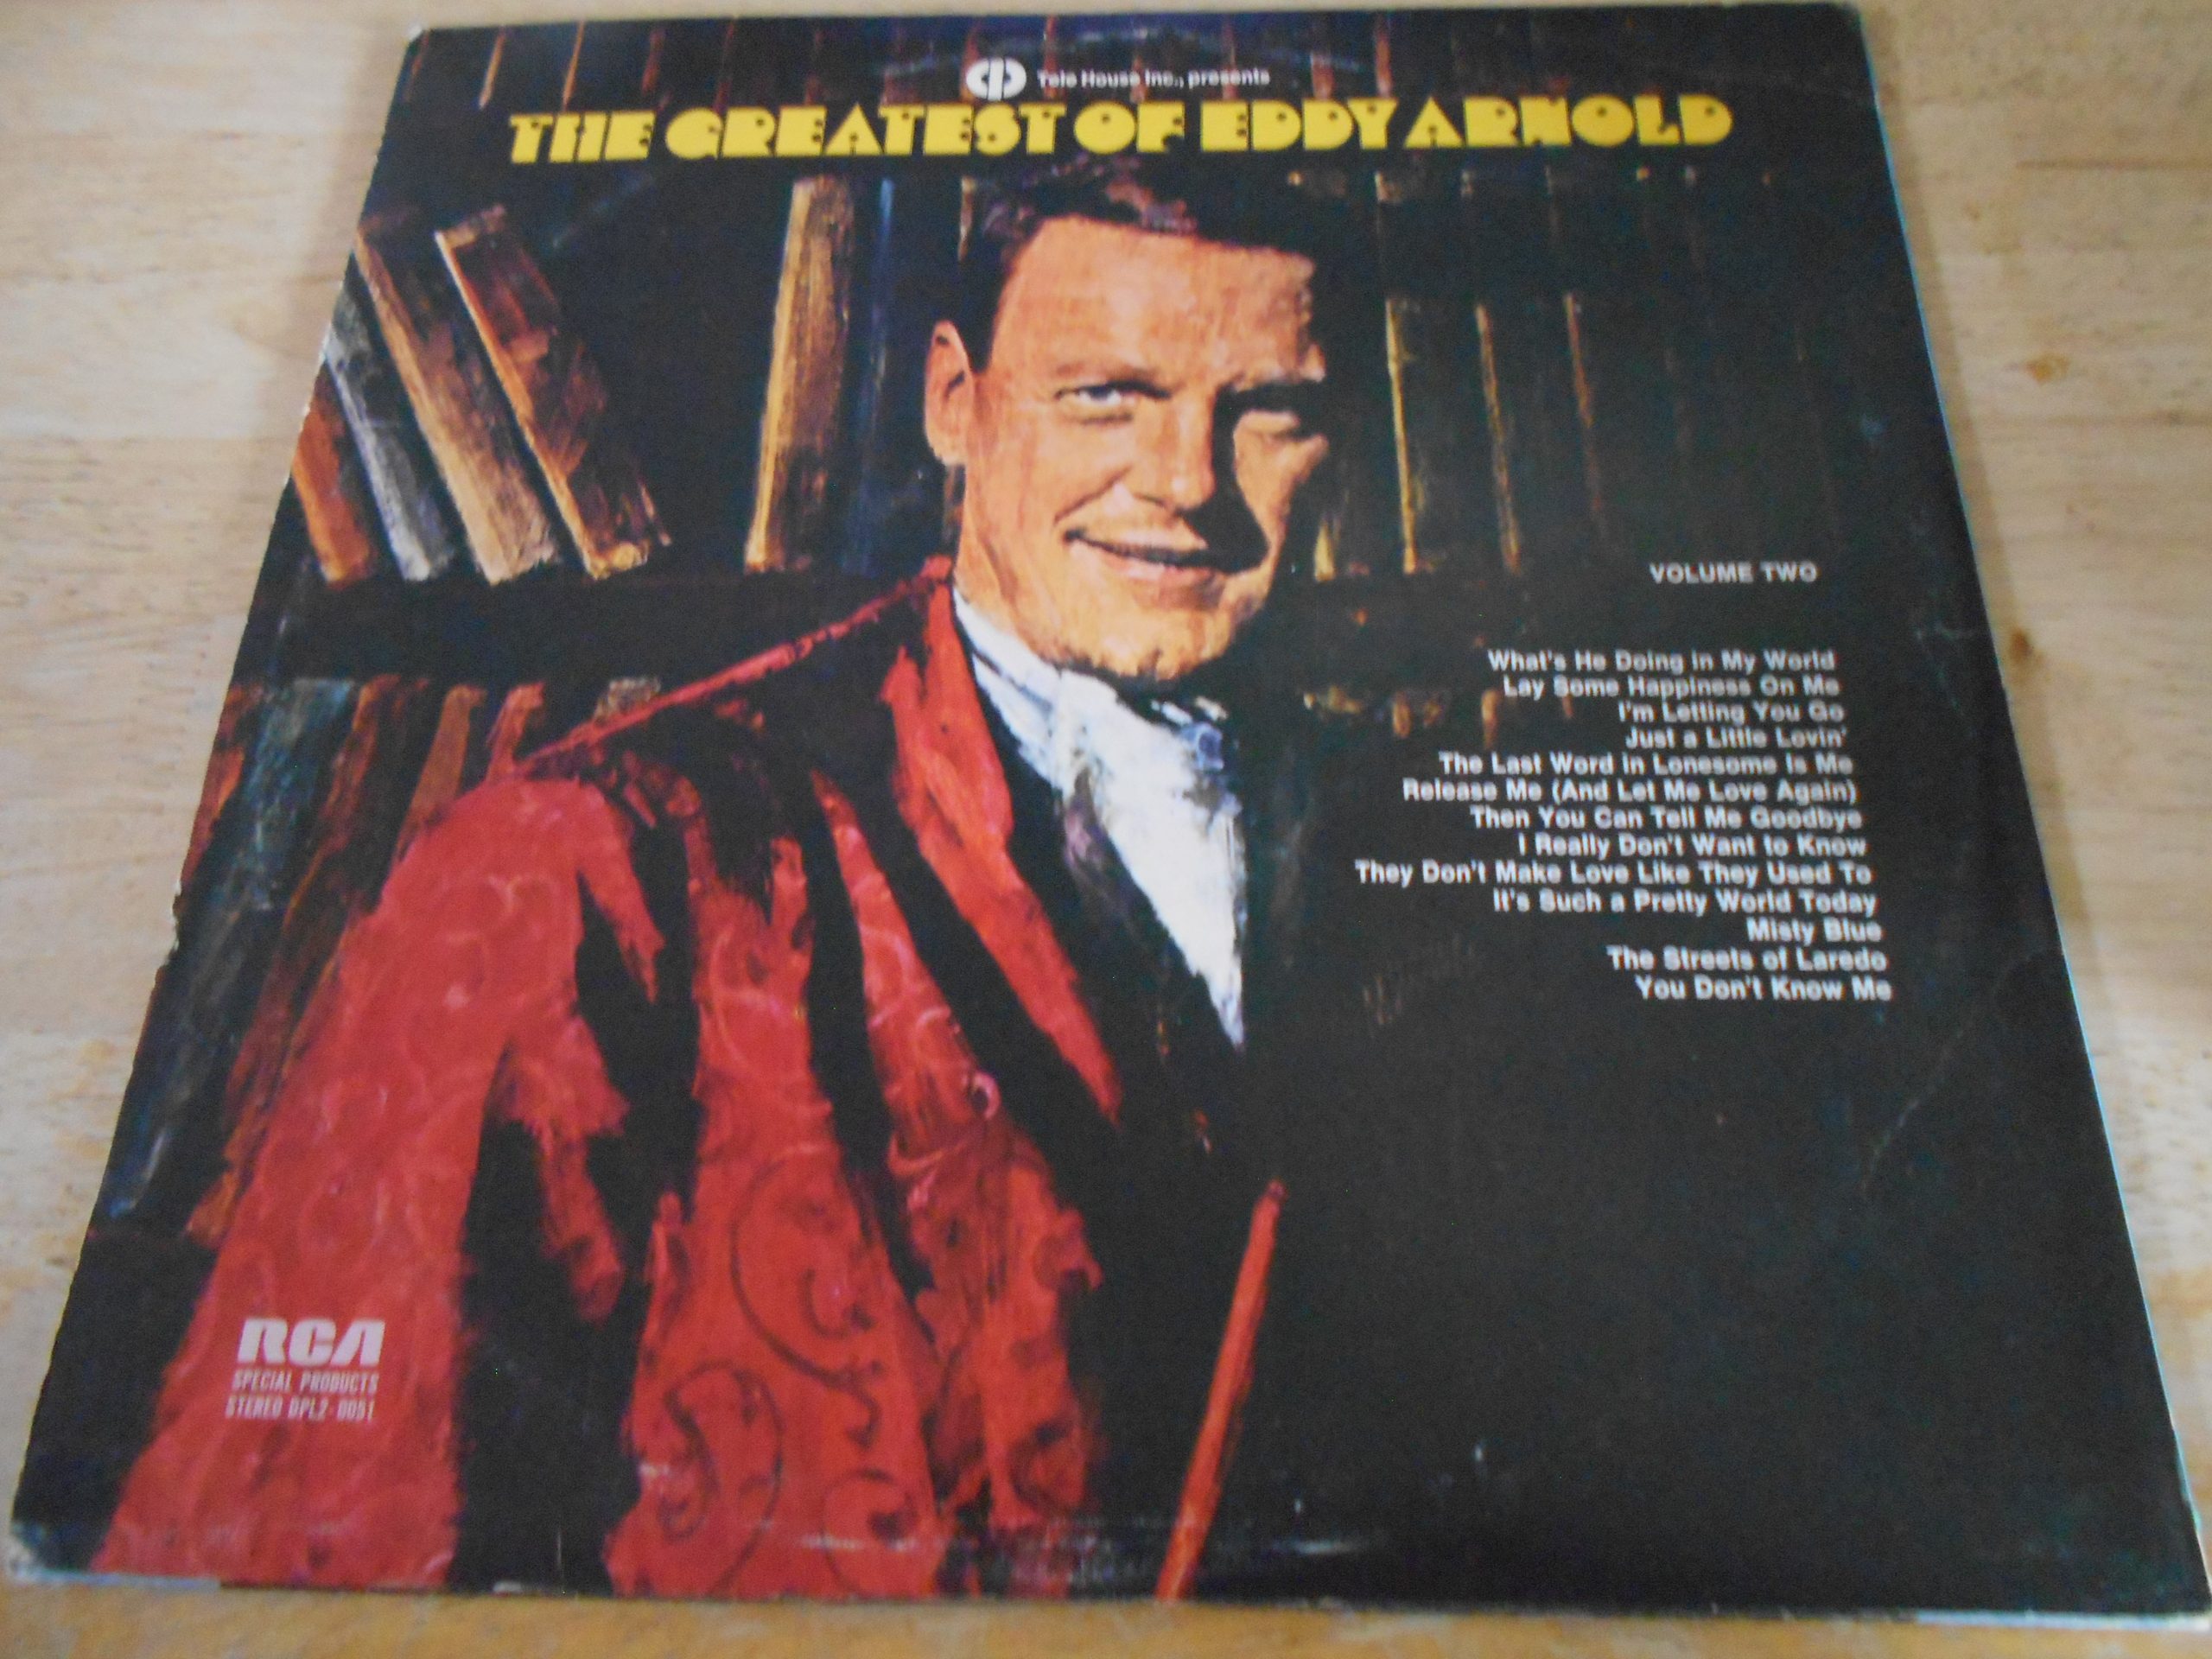 Tele House Inc., presents
THE GREATEST OF EDDY ARNOLD
VOLUME TWO
What's He Doing in My World
Lay Some Happiness On Me
I'm Letting You Go
Just a Little Lovin'
The Last Word in Lonesome Is Me
Release Me (And Let Me Love Again)
Then You Can Tell Me Goodbye
I Really Don't Want to Know
They Don't Make Love Like They Used To
It's Such a Pretty World Today
Misty Blue
The Streets of Laredo
You Don't Know Me
RCA
SPECIAL PRODUCTS
STEREO DPL2-0051